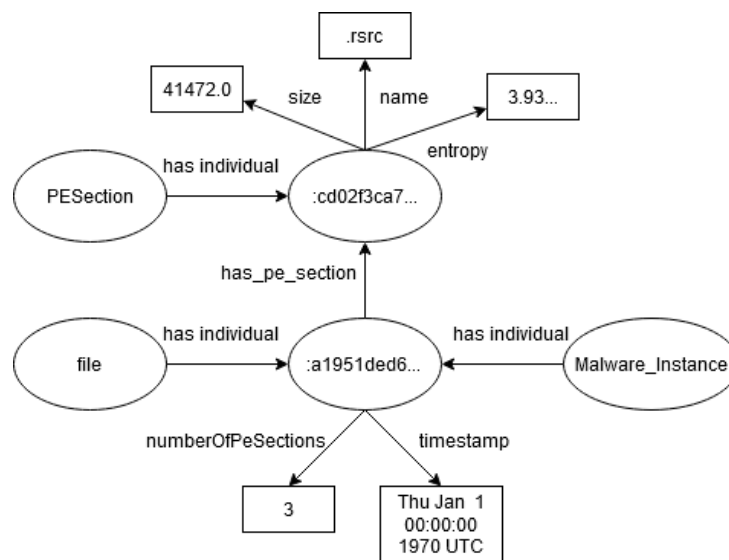 .rsrc
41472.0
size
name
3.93...
entropy
has individual
PESection
:cd02f3ca7...
has_pe_section
has individual
has individual
file
:a1951ded6...
Malware_Instance
numberOfPeSections
timestamp
3
Thu Jan 1
00:00:00
1970 UTC